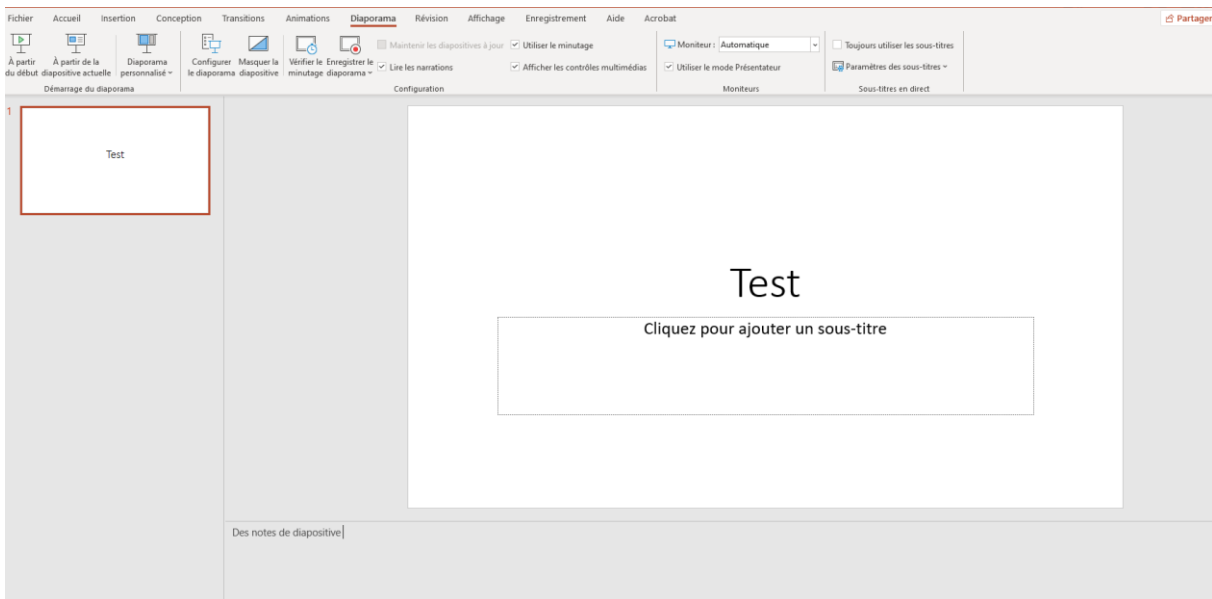 Fichier Accueil Insertion Conception Transitions Animations Diaporama Révision Affichage Enregistrement Aide Acrobat Partager
À partir du début
À partir de la diapositive actuelle
Diaporama personnalisé
Démarrage du diaporama
Configurer le diaporama
Masquer la diapositive
Vérifier le minutage
Enregistrer le diaporama
Maintenir les diapositives à jour
Lire les narrations
Utiliser le minutage
Afficher les contrôles multimédias
Configuration
Moniteur : Automatique
Utiliser le mode Présentateur
Moniteurs
Toujours utiliser les sous-titres
Paramètres des sous-titres
Sous-titres en direct
1
Test
Test
Cliquez pour ajouter un sous-titre
Des notes de diapositive